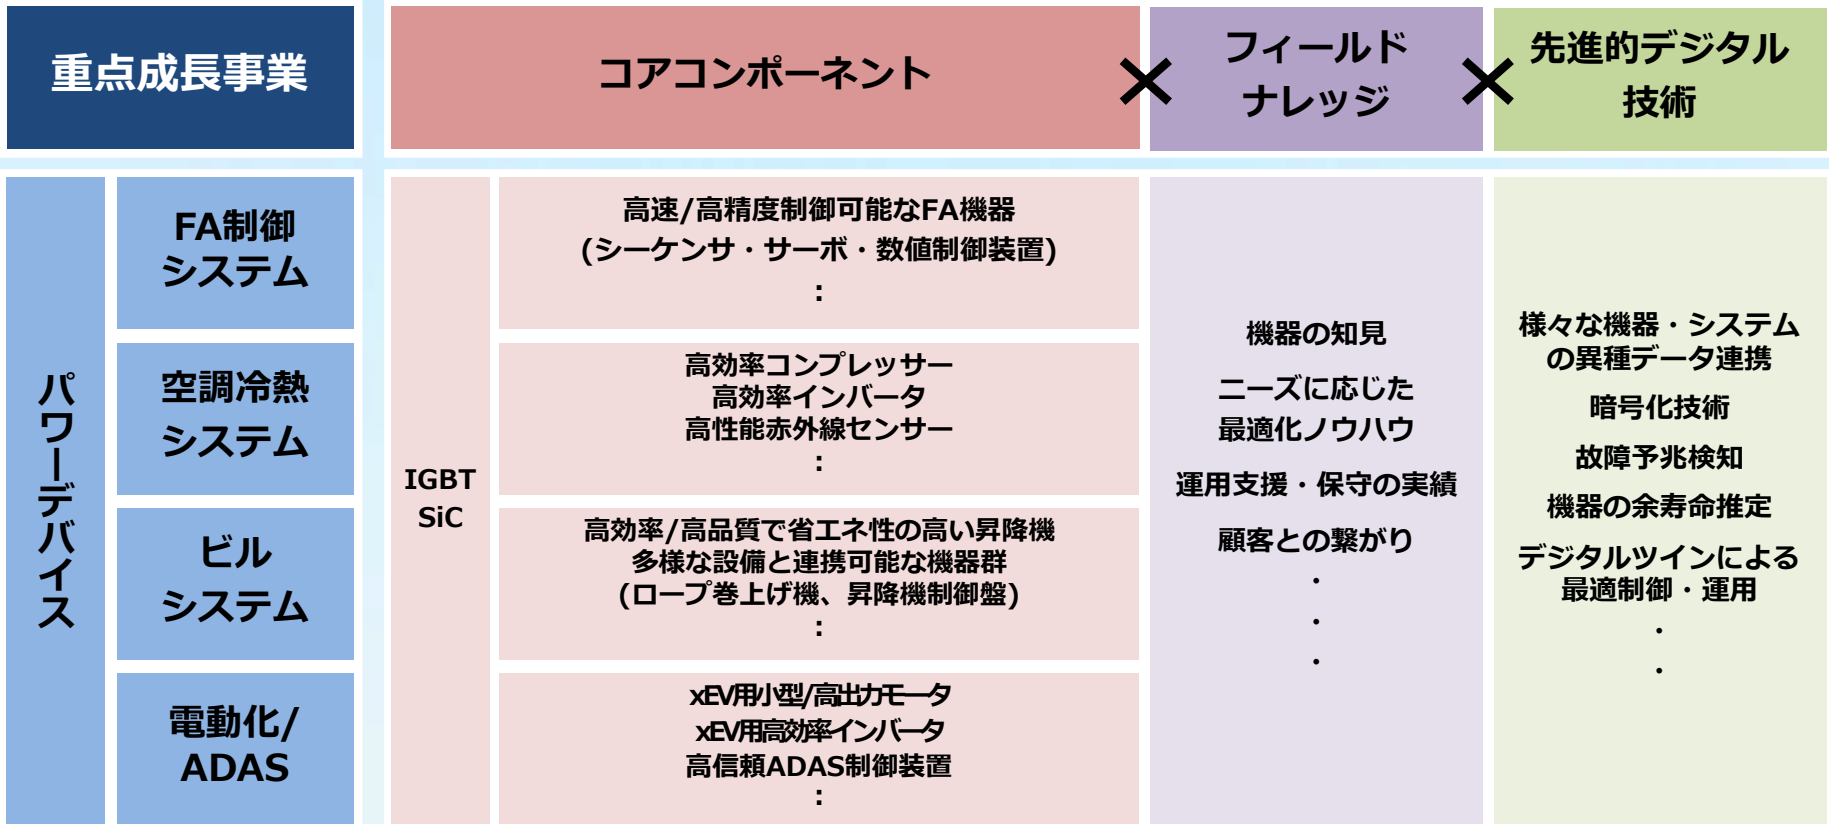 重点成長事業
コアコンポーネント
×
フィールド
ナレッジ
×
先進的デジタル
技術
パワーデバイス
FA制御
システム
空調冷熱
システム
ビル
システム
電動化/
ADAS
IGBT
SiC
高速/高精度制御可能なFA機器
(シーケンサ・サーボ・数値制御装置)
:
高効率コンプレッサー
高効率インバータ
高性能赤外線センサー
:
高効率/高品質で省エネ性の高い昇降機
多様な設備と連携可能な機器群
(ロープ巻上げ機、昇降機制御盤)
:
xEV用小型/高出力モータ
xEV用高効率インバータ
高信頼ADAS制御装置
:
機器の知見
ニーズに応じた
最適化ノウハウ
運用支援・保守の実績
顧客との繋がり
・
・
・
様々な機器・システム
の異種データ連携
暗号化技術
故障予兆検知
機器の余寿命推定
デジタルツインによる
最適制御・運用
・
・